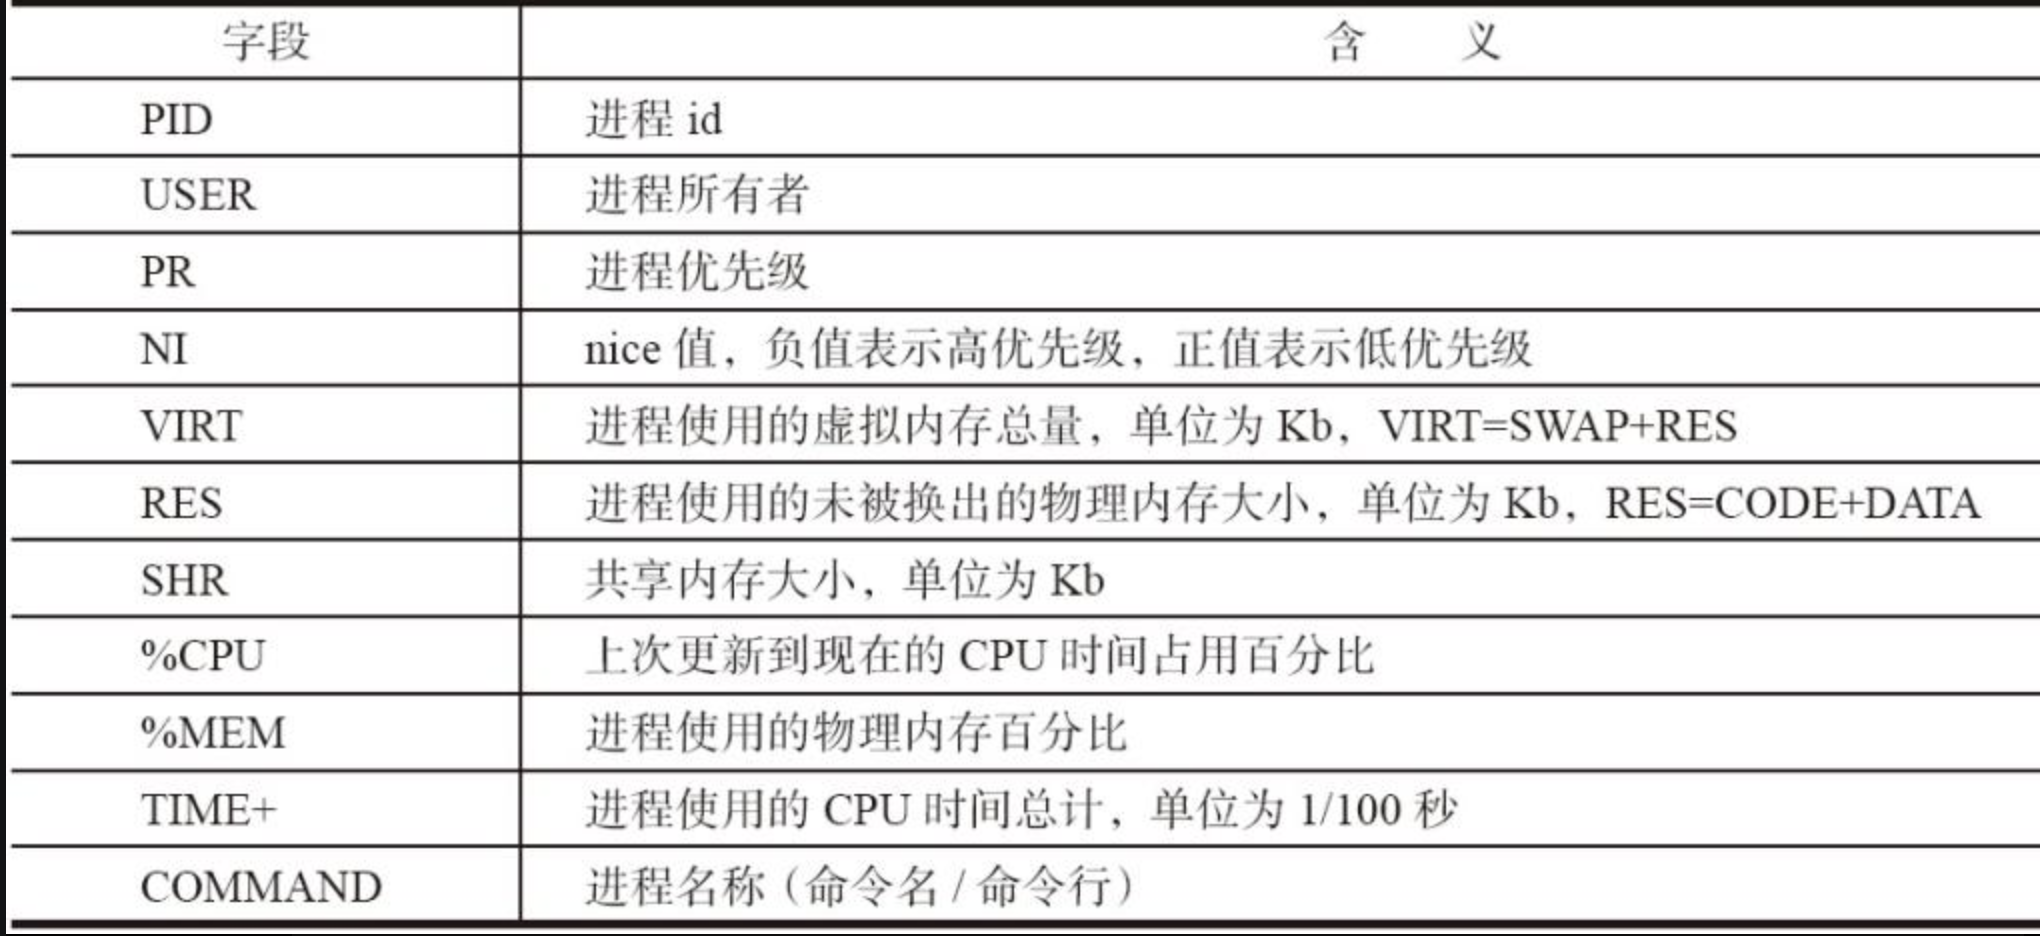 字段 含 义
PID 进程 id
USER 进程所有者
PR 进程优先级
NI nice 值，负值表示高优先级，正值表示低优先级
VIRT 进程使用的虚拟内存总量，单位为 Kb，VIRT=SWAP+RES
RES 进程使用的未被换出的物理内存大小，单位为 Kb，RES=CODE+DATA
SHR 共享内存大小，单位为 Kb
%CPU 上次更新到现在的 CPU 时间占用百分比
%MEM 进程使用的物理内存百分比
TIME+ 进程使用的 CPU 时间总计，单位为 1/100 秒
COMMAND 进程名称（命令名 / 命令行）